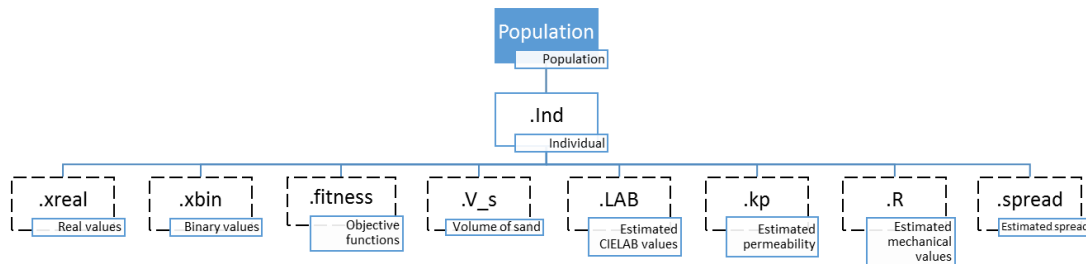 Population
Population
.Ind
Individual
.xreal
Real values
.xbin
Binary values
.fitness
Objective
functions
.V_s
Volume of sand
.LAB
Estimated
CIELAB values
.kp
Estimated
permeability
.R
Estimated
mechanical
values
.spread
Estimated spread